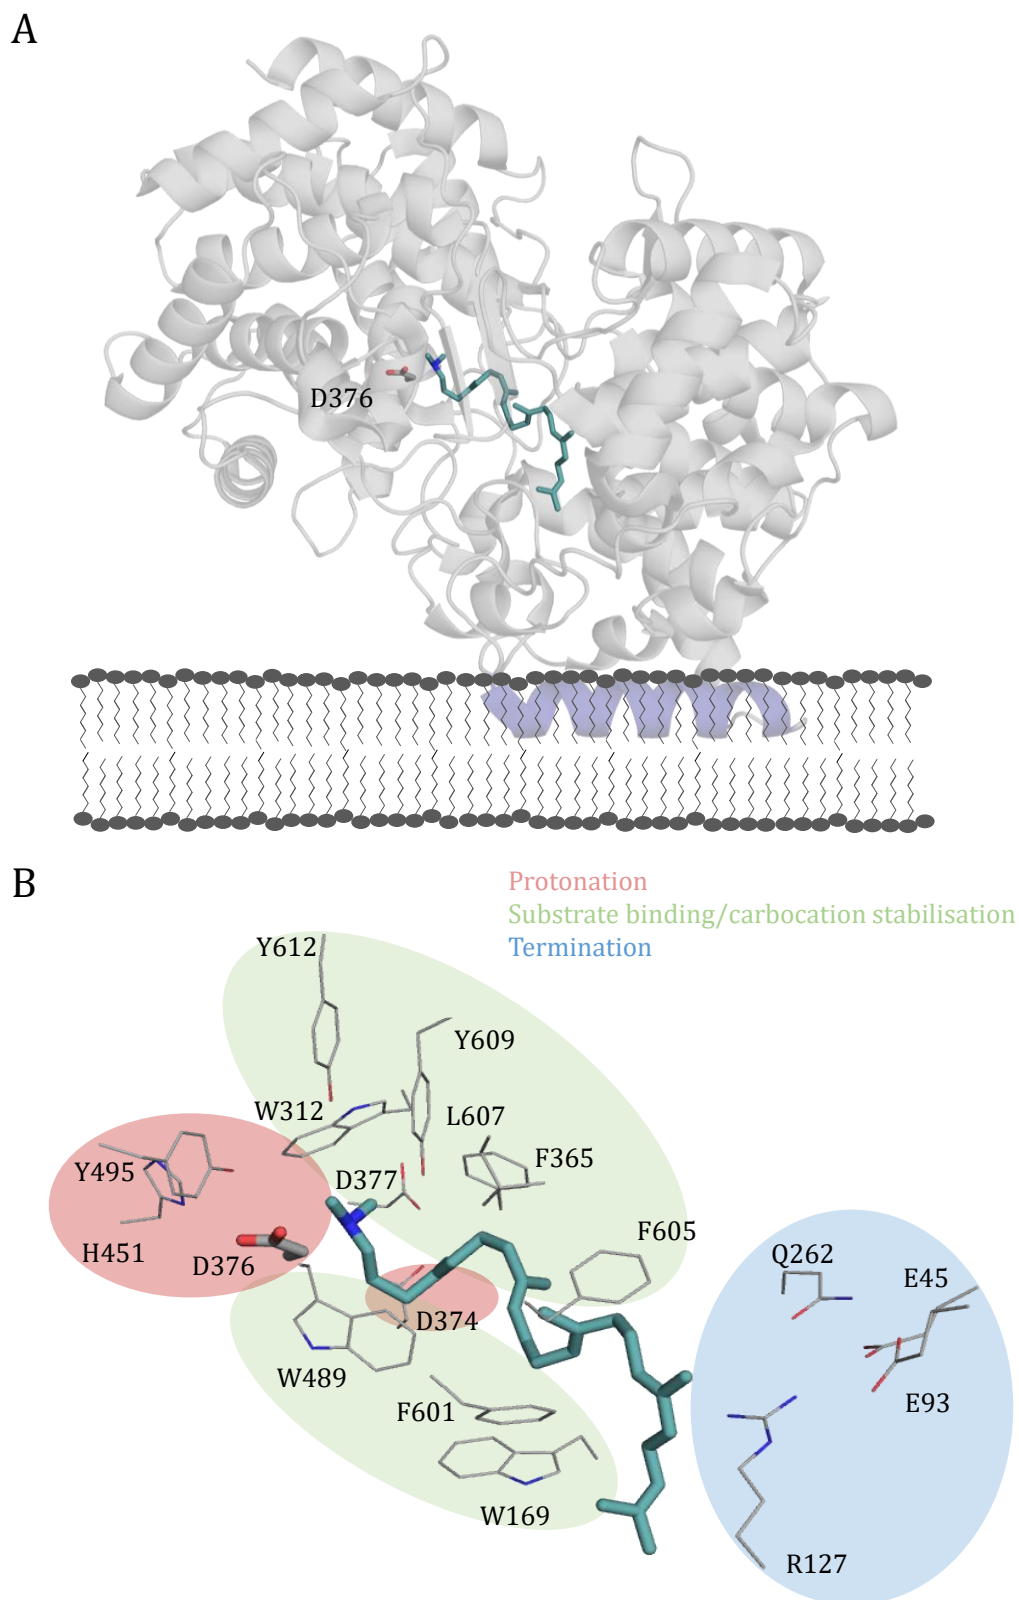 A
D376
B
Protonation
Substrate binding/carbocation stabilisation
Termination
Y612
Y609
W312
L607
Y495
D377
F365
F605
H451
D376
Q262
E45
D374
W489
F601
E93
W169
R127